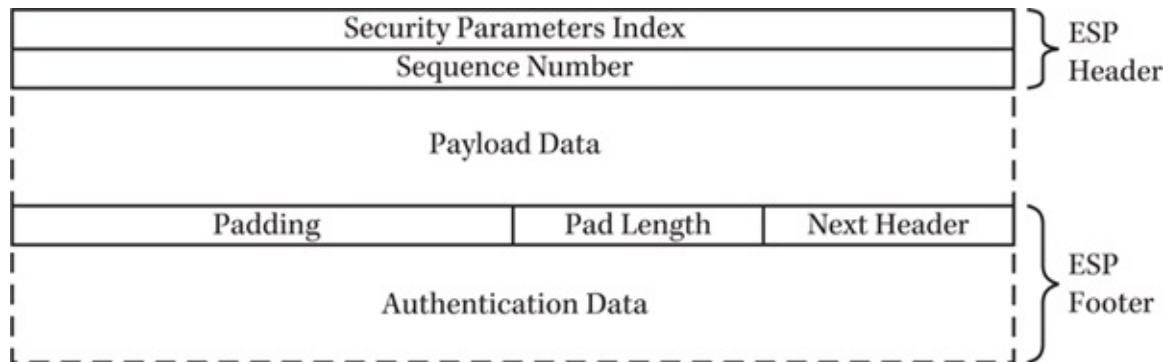 Security Parameters Index
Sequence Number
ESP
Header
Payload Data
Padding Pad Length Next Header
Authentication Data
ESP
Footer